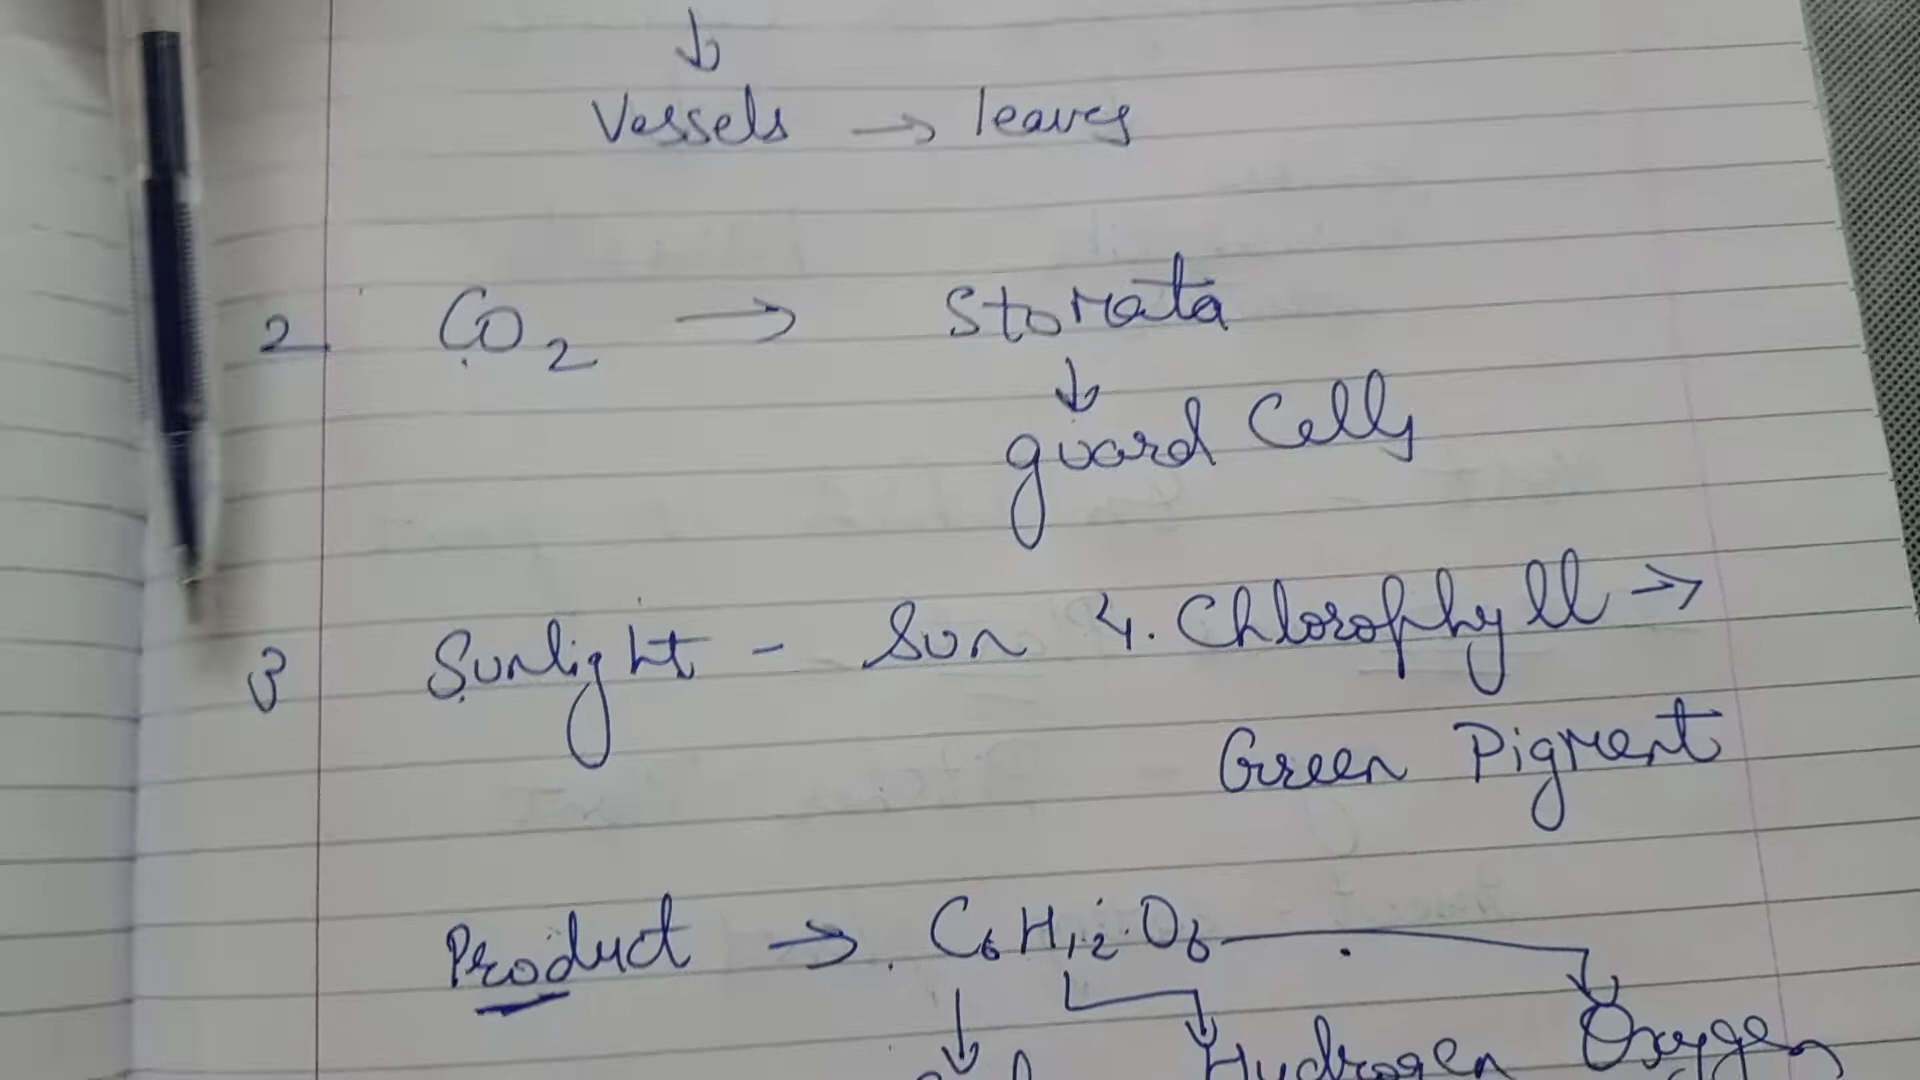 ↓
Vessels → leaves
2 CO2 → Stomata
↓
guard Cells
3 Sunlight - Sun 4. Chlorophyll →
Green Pigment
Product → C6H12O6
Hydrogen Oxygen